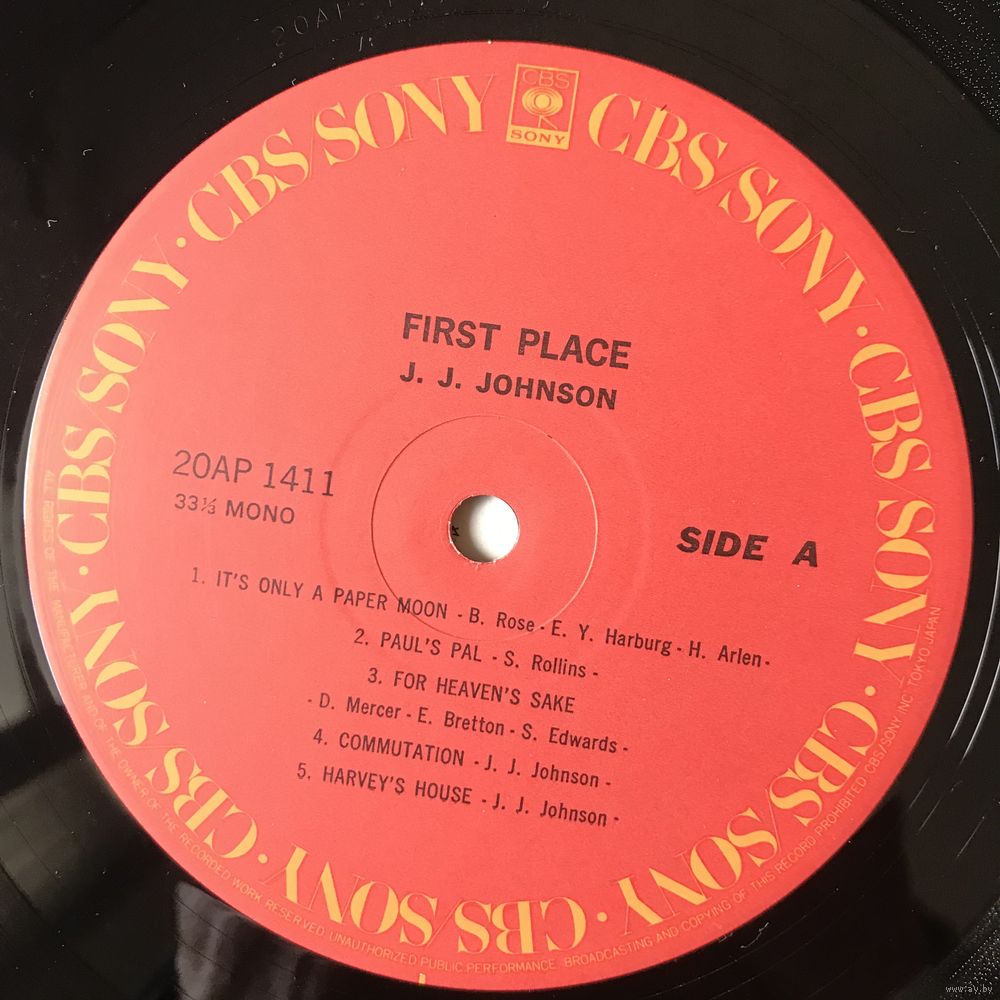 20AP
CBS
SONY
CBS/SONY · CBS/SONY · CBS/SONY · CBS/SONY · CBS/SONY · CBS/SONY · CBS/SONY · CBS/SONY
FIRST PLACE
J. J. JOHNSON
20AP 1411
33⅓ MONO
SIDE A
1. IT'S ONLY A PAPER MOON - B. Rose - E. Y. Harburg - H. Arlen -
2. PAUL'S PAL - S. Rollins -
3. FOR HEAVEN'S SAKE
- D. Mercer - E. Bretton - S. Edwards -
4. COMMUTATION - J. J. Johnson -
5. HARVEY'S HOUSE - J. J. Johnson -
ALL RIGHTS OF THE MANUFACTURER AND OF THE OWNER OF THE RECORDED WORK RESERVED UNAUTHORIZED PUBLIC PERFORMANCE BROADCASTING AND COPYING OF THIS RECORD PROHIBITED CBS/SONY INC. TOKYO, JAPAN
www.ay.by